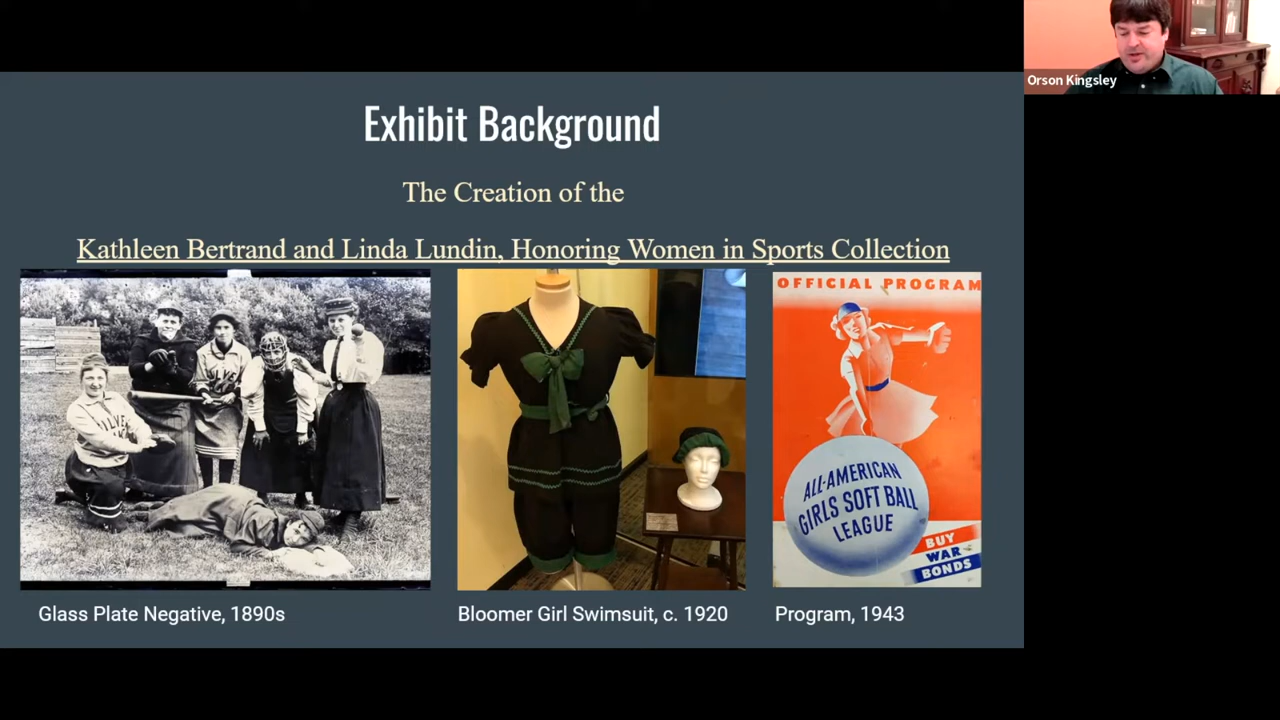 Orson Kingsley
Exhibit Background
The Creation of the
Kathleen Bertrand and Linda Lundin, Honoring Women in Sports Collection
OFFICIAL PROGRAM
ALL-AMERICAN
GIRLS SOFT BALL
LEAGUE
BUY
WAR
BONDS
Glass Plate Negative, 1890s
Bloomer Girl Swimsuit, c. 1920
Program, 1943